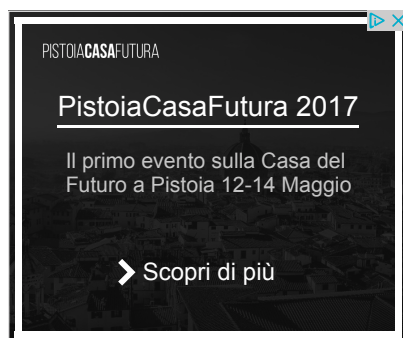 PISTOIACASAFUTURA
PistoiaCasaFutura 2017
Il primo evento sulla Casa del
Futuro a Pistoia 12-14 Maggio
Scopri di più